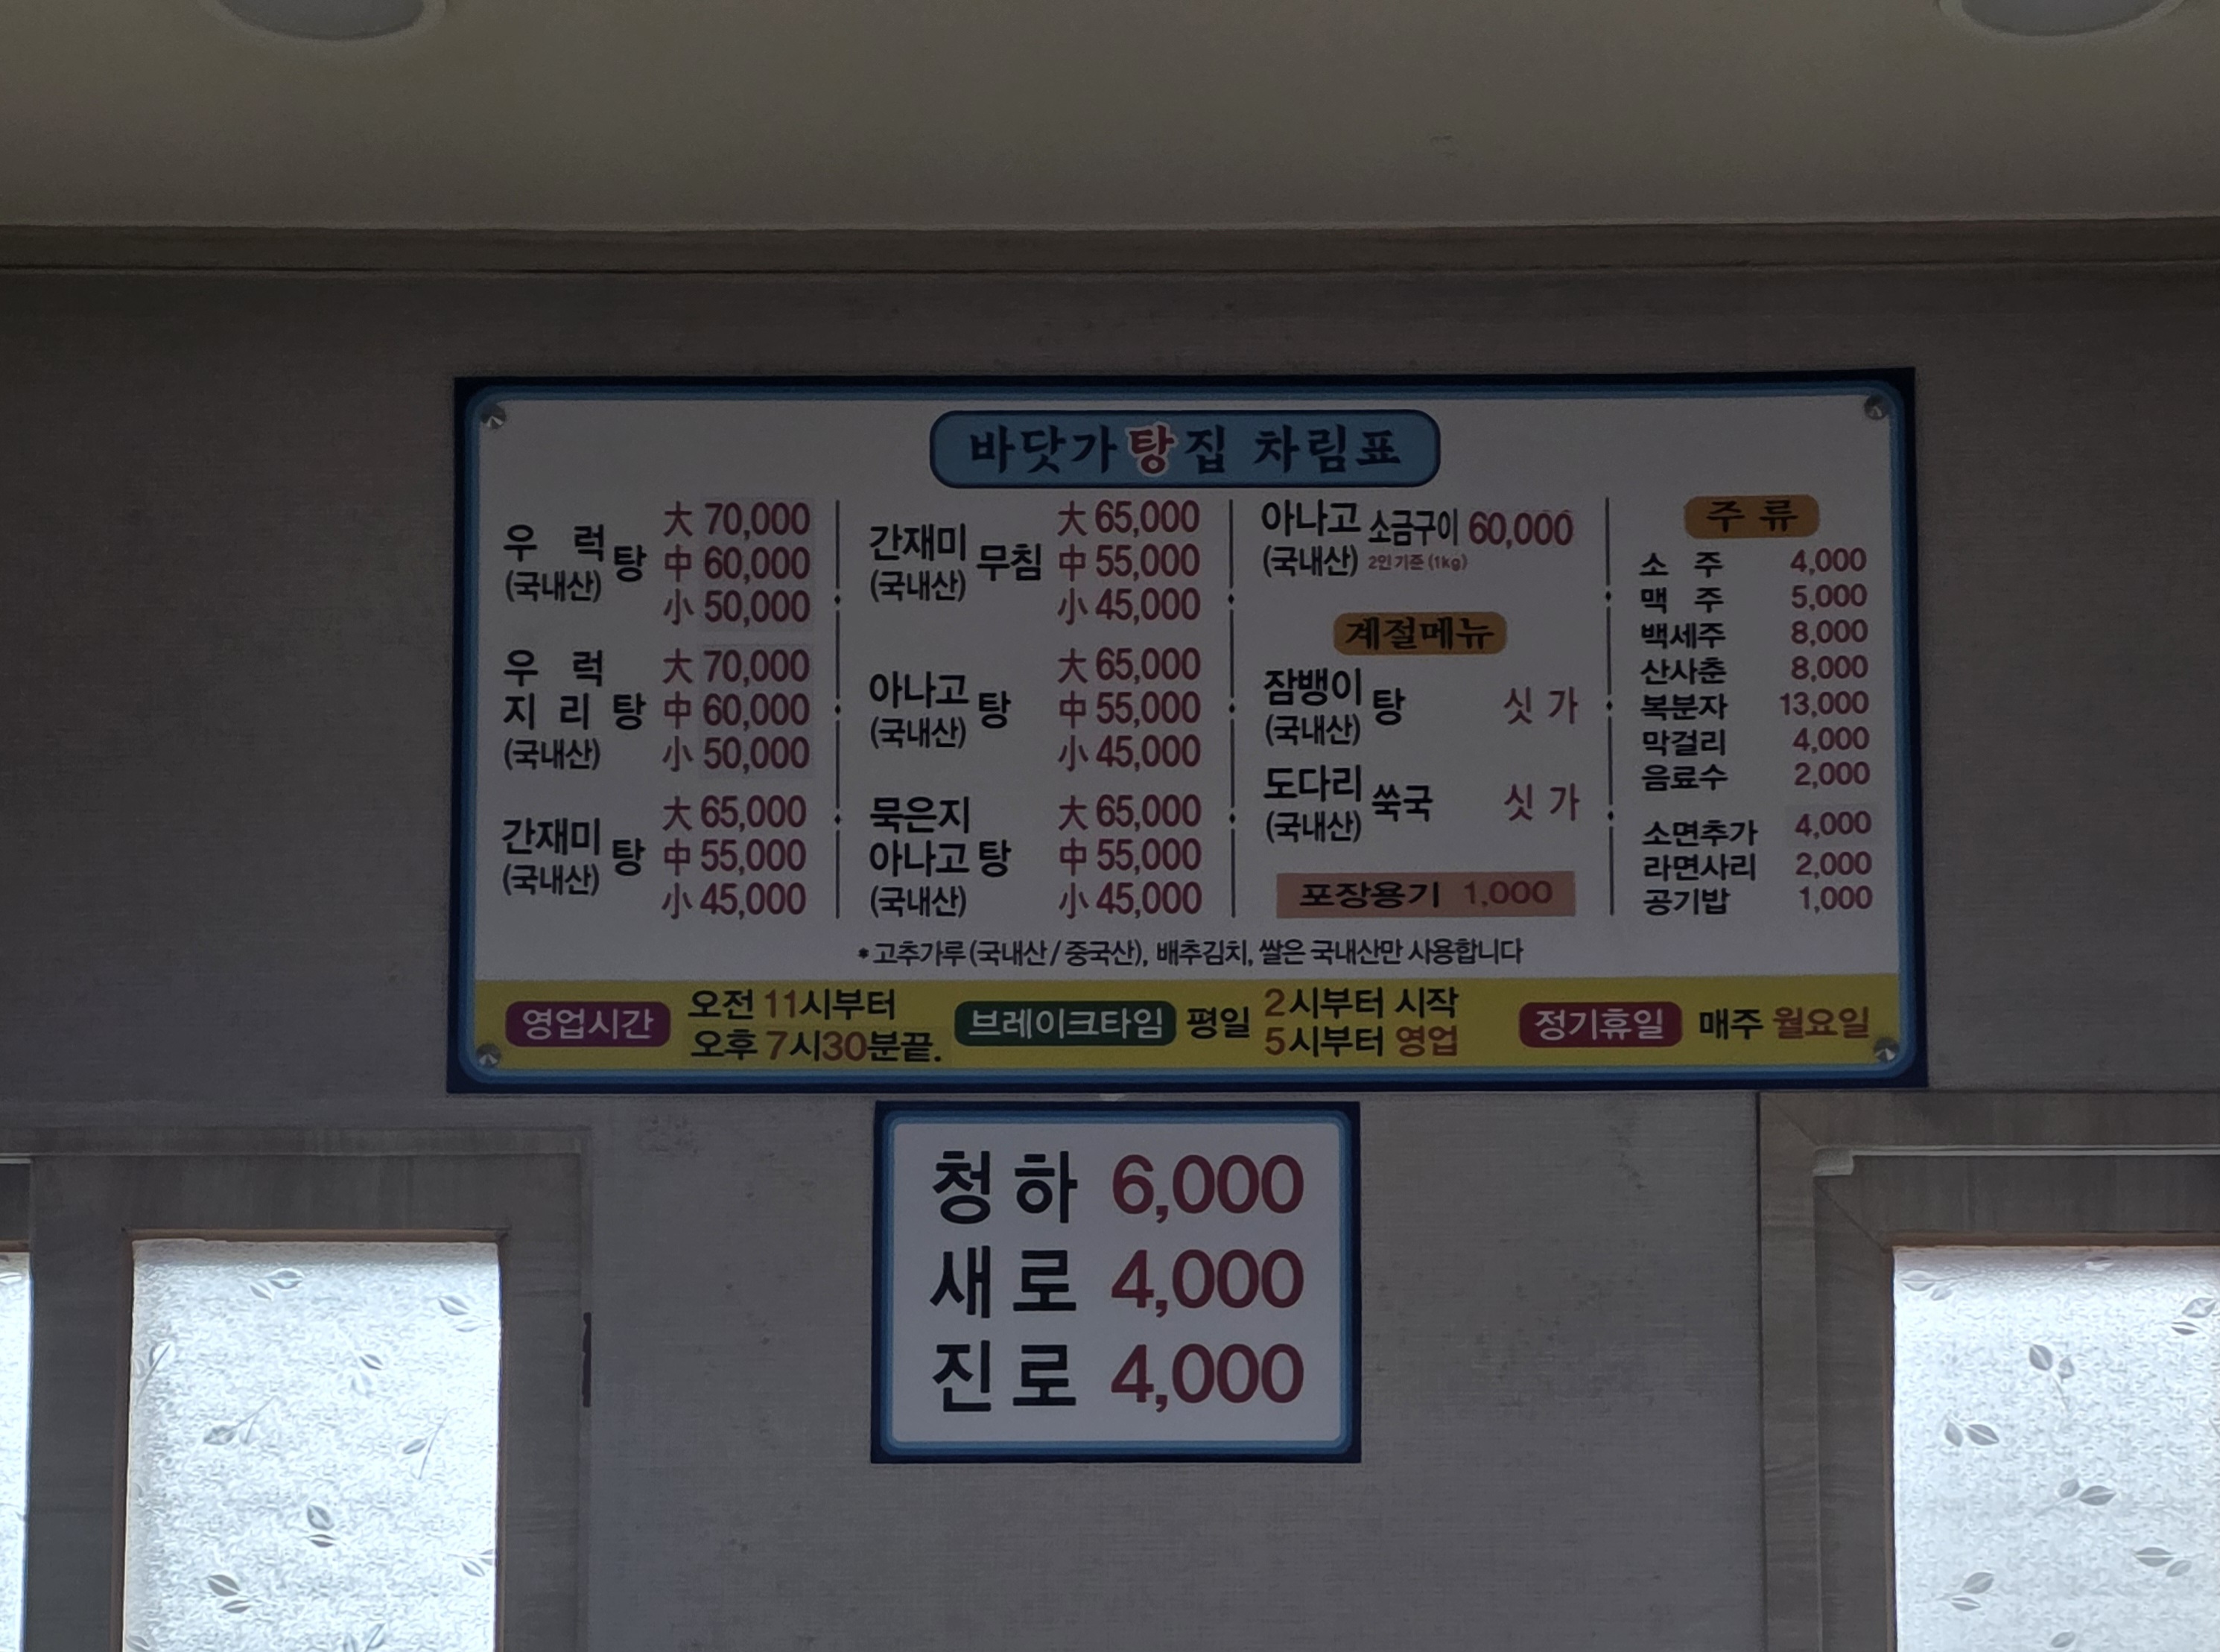 바닷가탕집 차림표
우 럭 탕 (국내산) 大 70,000
中 60,000
小 50,000
우 럭 지 리 탕 (국내산) 大 70,000
中 60,000
小 50,000
간재미 탕 (국내산) 大 65,000
中 55,000
小 45,000
간재미 무침 (국내산) 大 65,000
中 55,000
小 45,000
아나고 탕 (국내산) 大 65,000
中 55,000
小 45,000
묵은지 아나고 탕 (국내산) 大 65,000
中 55,000
小 45,000
아나고 소금구이 60,000
(국내산) 2인기준 (1kg)
계절메뉴
잠뱅이 탕 (국내산) 싯 가
도다리 쑥국 (국내산) 싯 가
포장용기 1,000
주 류
소 주 4,000
맥 주 5,000
백세주 8,000
산사춘 8,000
복분자 13,000
막걸리 4,000
음료수 2,000
소면추가 4,000
라면사리 2,000
공기밥 1,000
* 고추가루 (국내산 / 중국산), 배추김치, 쌀은 국내산만 사용합니다
영업시간 오전 11시부터
오후 7시30분끝.
브레이크타임 평일 2시부터 시작
5시부터 영업
정기휴일 매주 월요일
청 하 6,000
새 로 4,000
진 로 4,000